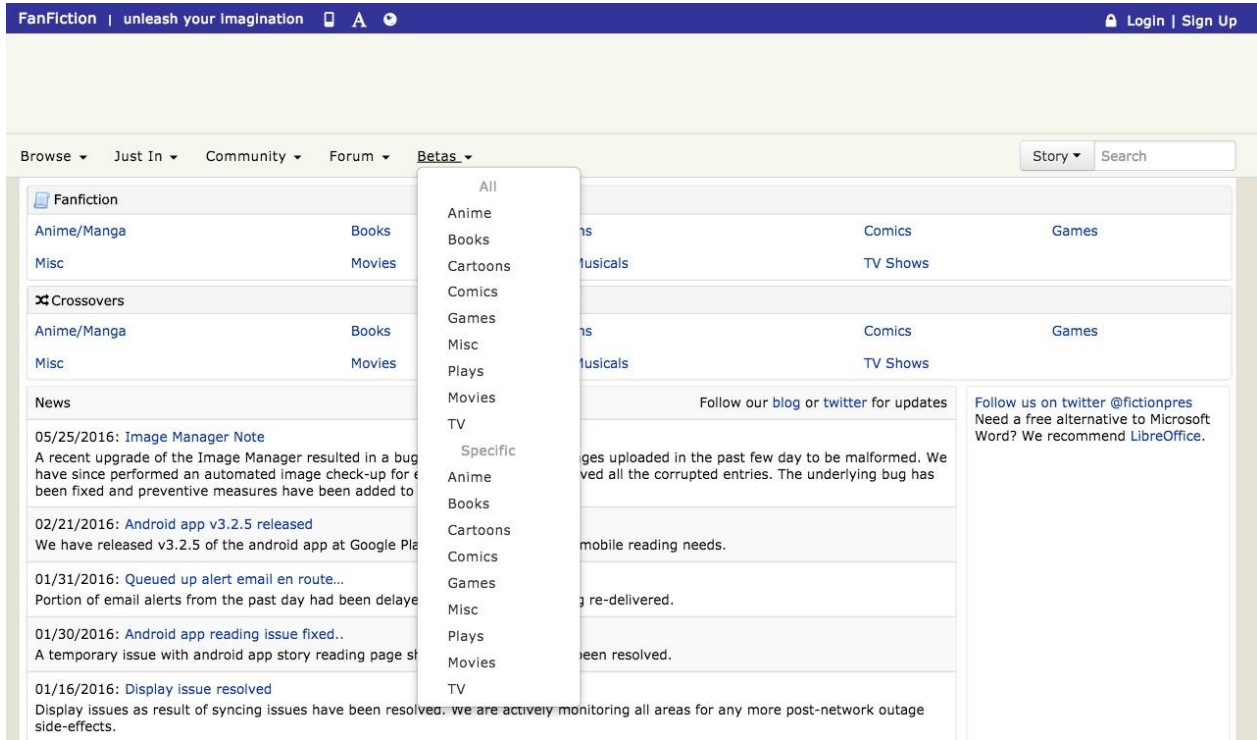 FanFiction | unleash your imagination A
Login | Sign Up
Browse Just In Community Forum Betas
Story Search
All
Anime
Books
Cartoons
Comics
Games
Misc
Plays
Movies
TV
Specific
Anime
Books
Cartoons
Comics
Games
Misc
Plays
Movies
TV
Fanfiction
Anime/Manga Books Comics Games
Misc Movies TV Shows
Crossovers
Anime/Manga Books Comics Games
Misc Movies TV Shows
News Follow our blog or twitter for updates
05/25/2016: Image Manager Note
A recent upgrade of the Image Manager resulted in a bug uploaded in the past few day to be malformed. We
have since performed an automated image check-up for all the corrupted entries. The underlying bug has
been fixed and preventive measures have been added to
02/21/2016: Android app v3.2.5 released
We have released v3.2.5 of the android app at Google mobile reading needs.
01/31/2016: Queued up alert email en route...
Portion of email alerts from the past day had been re-delivered.
01/30/2016: Android app reading issue fixed..
A temporary issue with android app story reading page been resolved.
01/16/2016: Display issue resolved
Display issues as result of syncing issues have been resolved. We are actively monitoring all areas for any more post-network outage
side-effects.
Follow us on twitter @fictionpres
Need a free alternative to Microsoft
Word? We recommend LibreOffice.